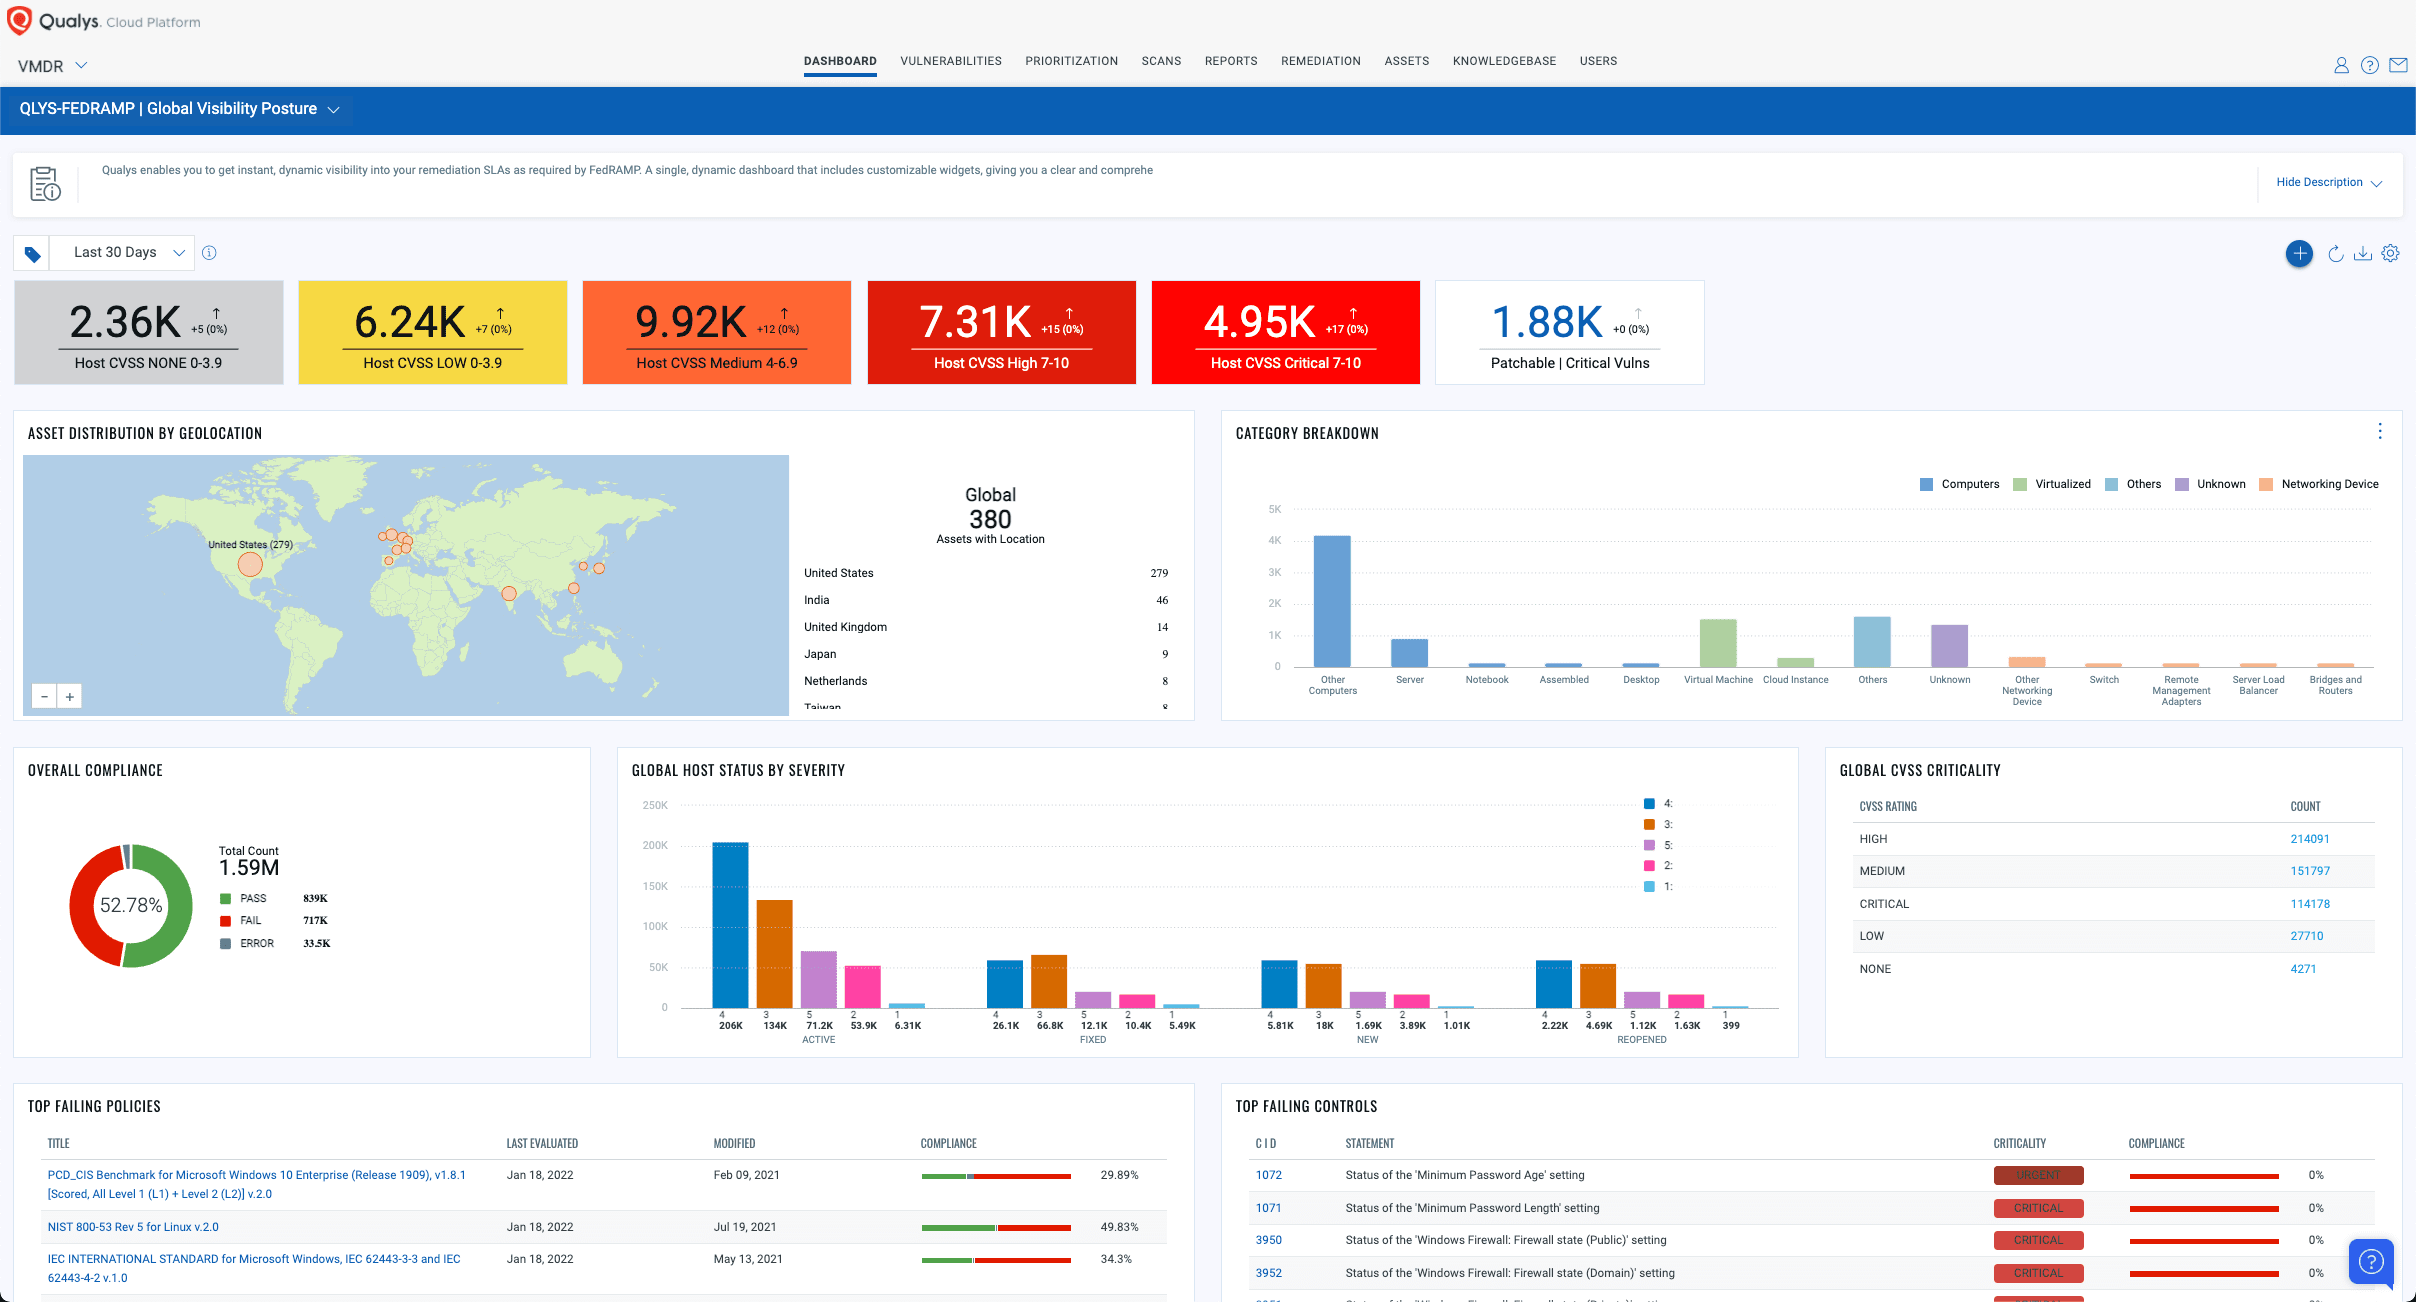 Qualys. Cloud Platform
VMDR
DASHBOARD VULNERABILITIES PRIORITIZATION SCANS REPORTS REMEDIATION ASSETS KNOWLEDGEBASE USERS
QLYS-FEDRAMP | Global Visibility Posture
Qualys enables you to get instant, dynamic visibility into your remediation SLAs as required by FedRAMP. A single, dynamic dashboard that includes customizable widgets, giving you a clear and comprehe
Hide Description
Last 30 Days
2.36K +5 (0%)
Host CVSS NONE 0-3.9
6.24K +7 (0%)
Host CVSS LOW 0-3.9
9.92K +12 (0%)
Host CVSS Medium 4-6.9
7.31K +15 (0%)
Host CVSS High 7-10
4.95K +17 (0%)
Host CVSS Critical 7-10
1.88K +0 (0%)
Patchable | Critical Vulns
ASSET DISTRIBUTION BY GEOLOCATION
United States (279)
- +
Global
380
Assets with Location
United States 279
India 46
United Kingdom 14
Japan 9
Netherlands 8
Taiwan 8
CATEGORY BREAKDOWN
Computers Virtualized Others Unknown Networking Device
5K
4K
3K
2K
1K
0
Other Computers
Server
Notebook
Assembled
Desktop
Virtual Machine
Cloud Instance
Others
Unknown
Other Networking Device
Switch
Remote Management Adapters
Server Load Balancer
Bridges and Routers
OVERALL COMPLIANCE
52.78%
Total Count
1.59M
PASS 839K
FAIL 717K
ERROR 33.5K
GLOBAL HOST STATUS BY SEVERITY
250K
200K
150K
100K
50K
0
4:
3:
5:
2:
1:
4 3 5 2 1
206K 134K 71.2K 53.9K 6.31K
ACTIVE
4 3 5 2 1
26.1K 66.8K 12.1K 10.4K 5.49K
FIXED
4 3 5 2 1
5.81K 18K 1.69K 3.89K 1.01K
NEW
4 3 5 2 1
2.22K 4.69K 1.12K 1.63K 399
REOPENED
GLOBAL CVSS CRITICALITY
CVSS RATING COUNT
HIGH 214091
MEDIUM 151797
CRITICAL 114178
LOW 27710
NONE 4271
TOP FAILING POLICIES
TITLE LAST EVALUATED MODIFIED COMPLIANCE
PCD_CIS Benchmark for Microsoft Windows 10 Enterprise (Release 1909), v1.8.1 Jan 18, 2022 Feb 09, 2021 29.89%
[Scored, All Level 1 (L1) + Level 2 (L2)] v.2.0
NIST 800-53 Rev 5 for Linux v.2.0 Jan 18, 2022 Jul 19, 2021 49.83%
IEC INTERNATIONAL STANDARD for Microsoft Windows, IEC 62443-3-3 and IEC Jan 18, 2022 May 13, 2021 34.3%
62443-4-2 v.1.0
TOP FAILING CONTROLS
C I D STATEMENT CRITICALITY COMPLIANCE
1072 Status of the 'Minimum Password Age' setting URGENT 0%
1071 Status of the 'Minimum Password Length' setting CRITICAL 0%
3950 Status of the 'Windows Firewall: Firewall state (Public)' setting CRITICAL 0%
3952 Status of the 'Windows Firewall: Firewall state (Domain)' setting CRITICAL 0%